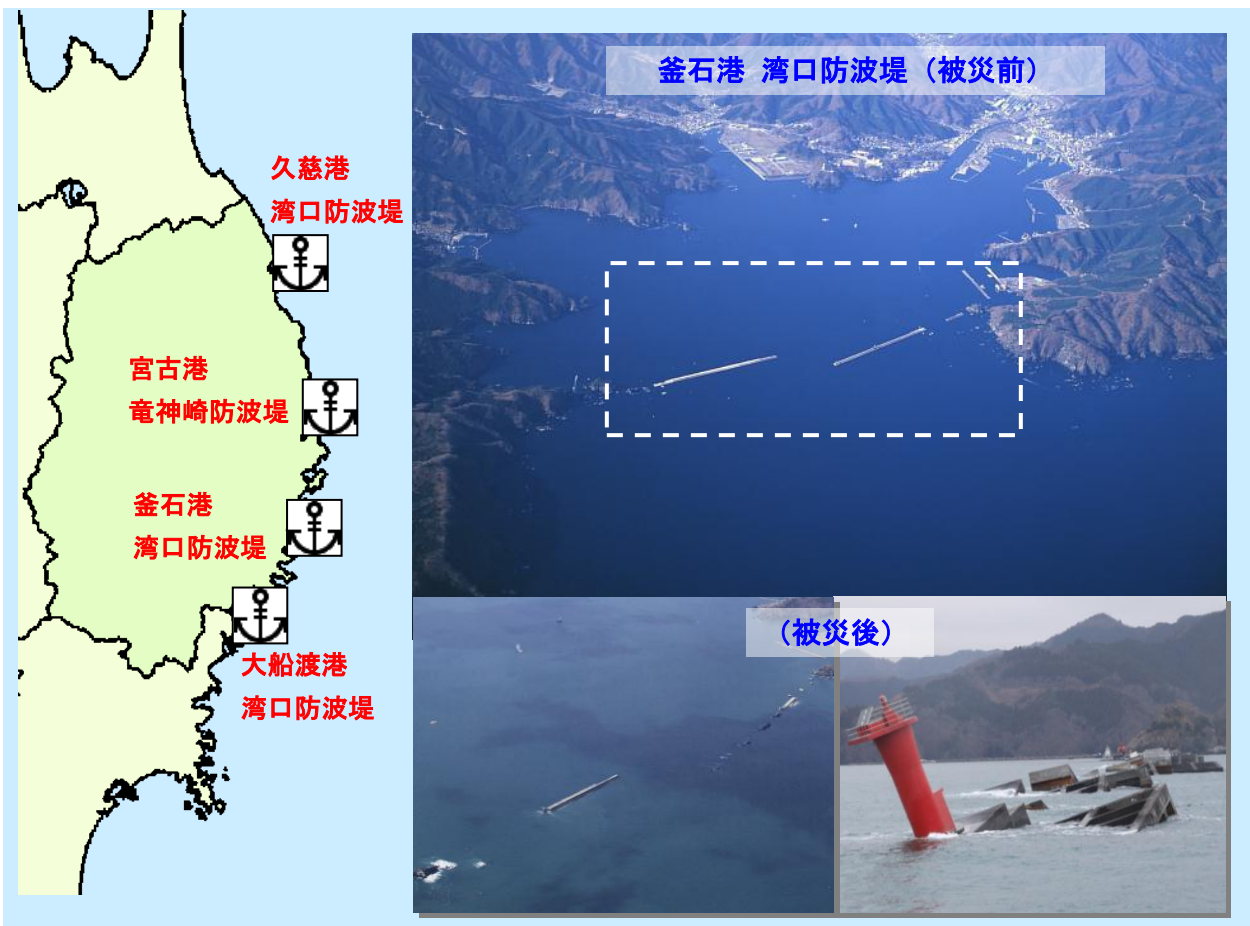 釜石港 湾口防波堤（被災前）
久慈港
湾口防波堤
宮古港
竜神崎防波堤
釜石港
湾口防波堤
大船渡港
湾口防波堤
（被災後）